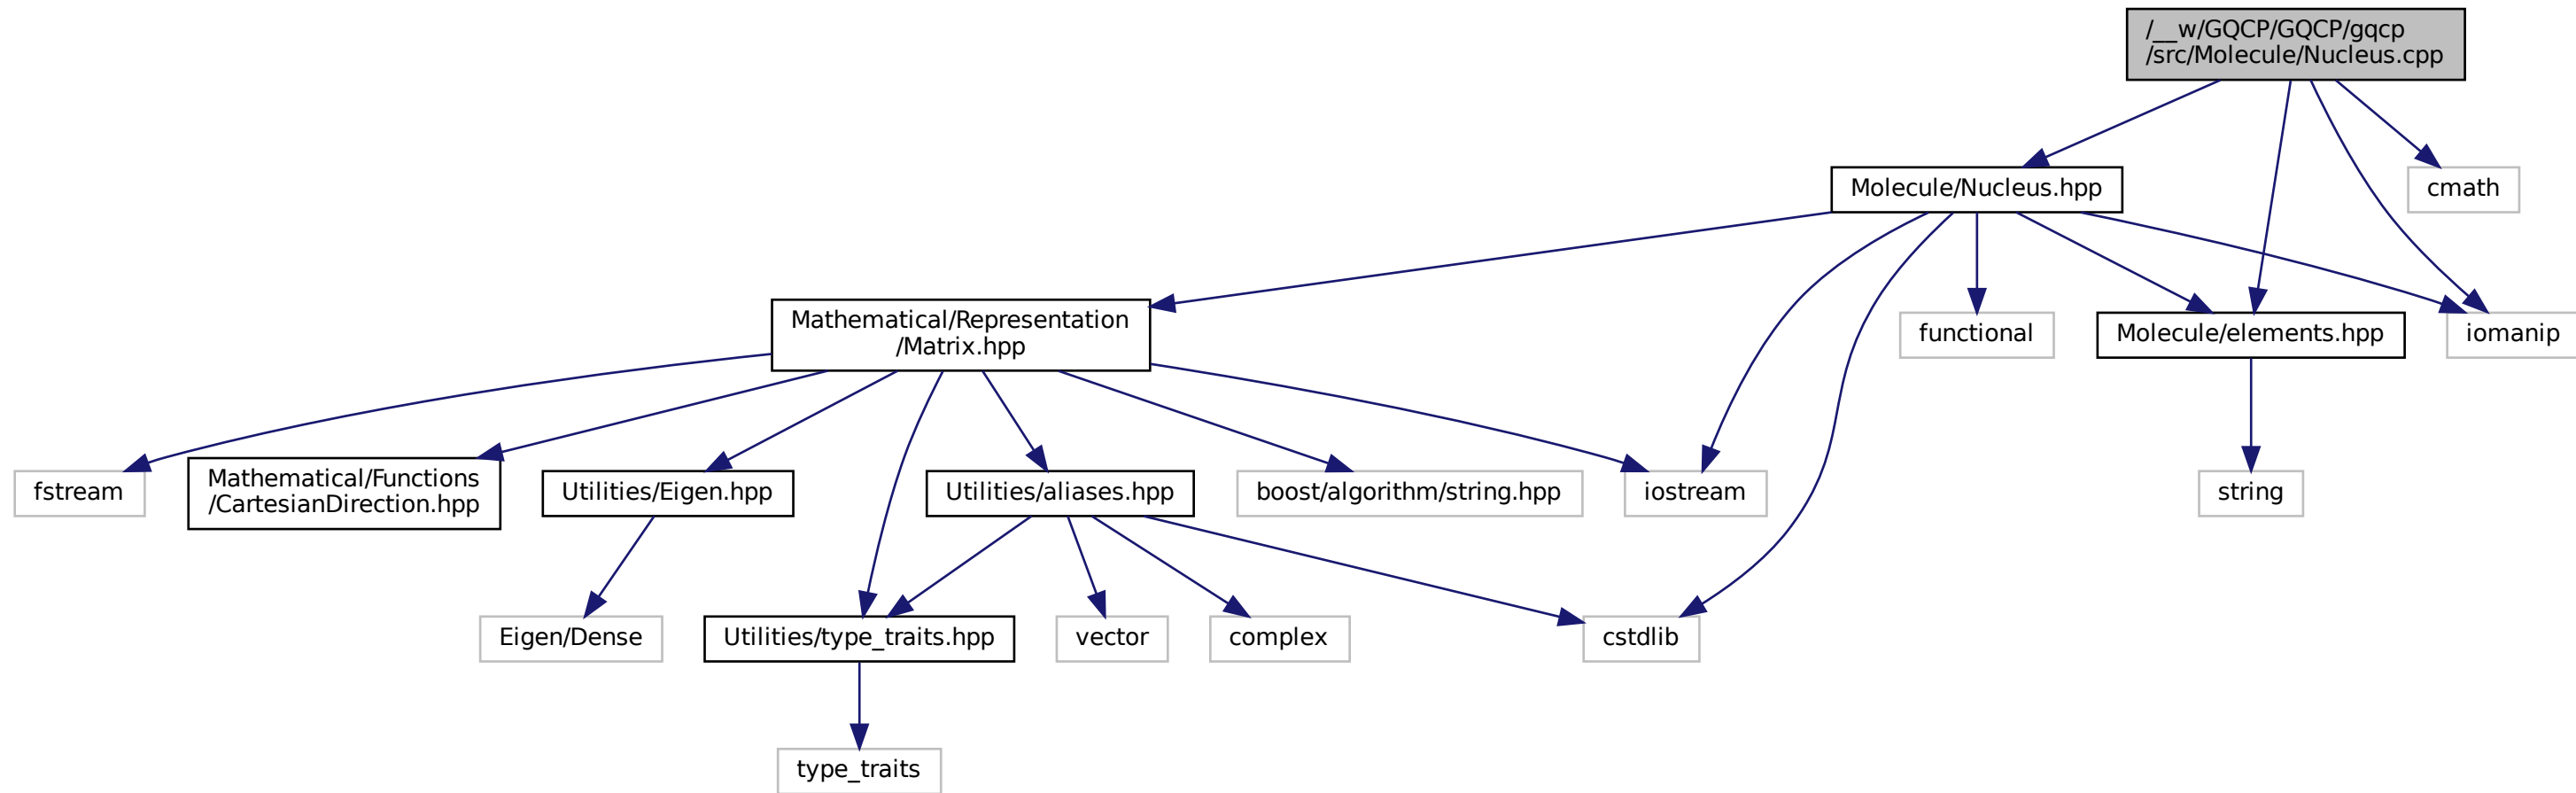 /__w/GQCP/GQCP/gqcp
/src/Molecule/Nucleus.cpp
Molecule/Nucleus.hpp
cmath
Mathematical/Representation
/Matrix.hpp
functional
Molecule/elements.hpp
iomanip
fstream
Mathematical/Functions
/CartesianDirection.hpp
Utilities/Eigen.hpp
Utilities/aliases.hpp
boost/algorithm/string.hpp
iostream
string
Eigen/Dense
Utilities/type_traits.hpp
vector
complex
cstdlib
type_traits